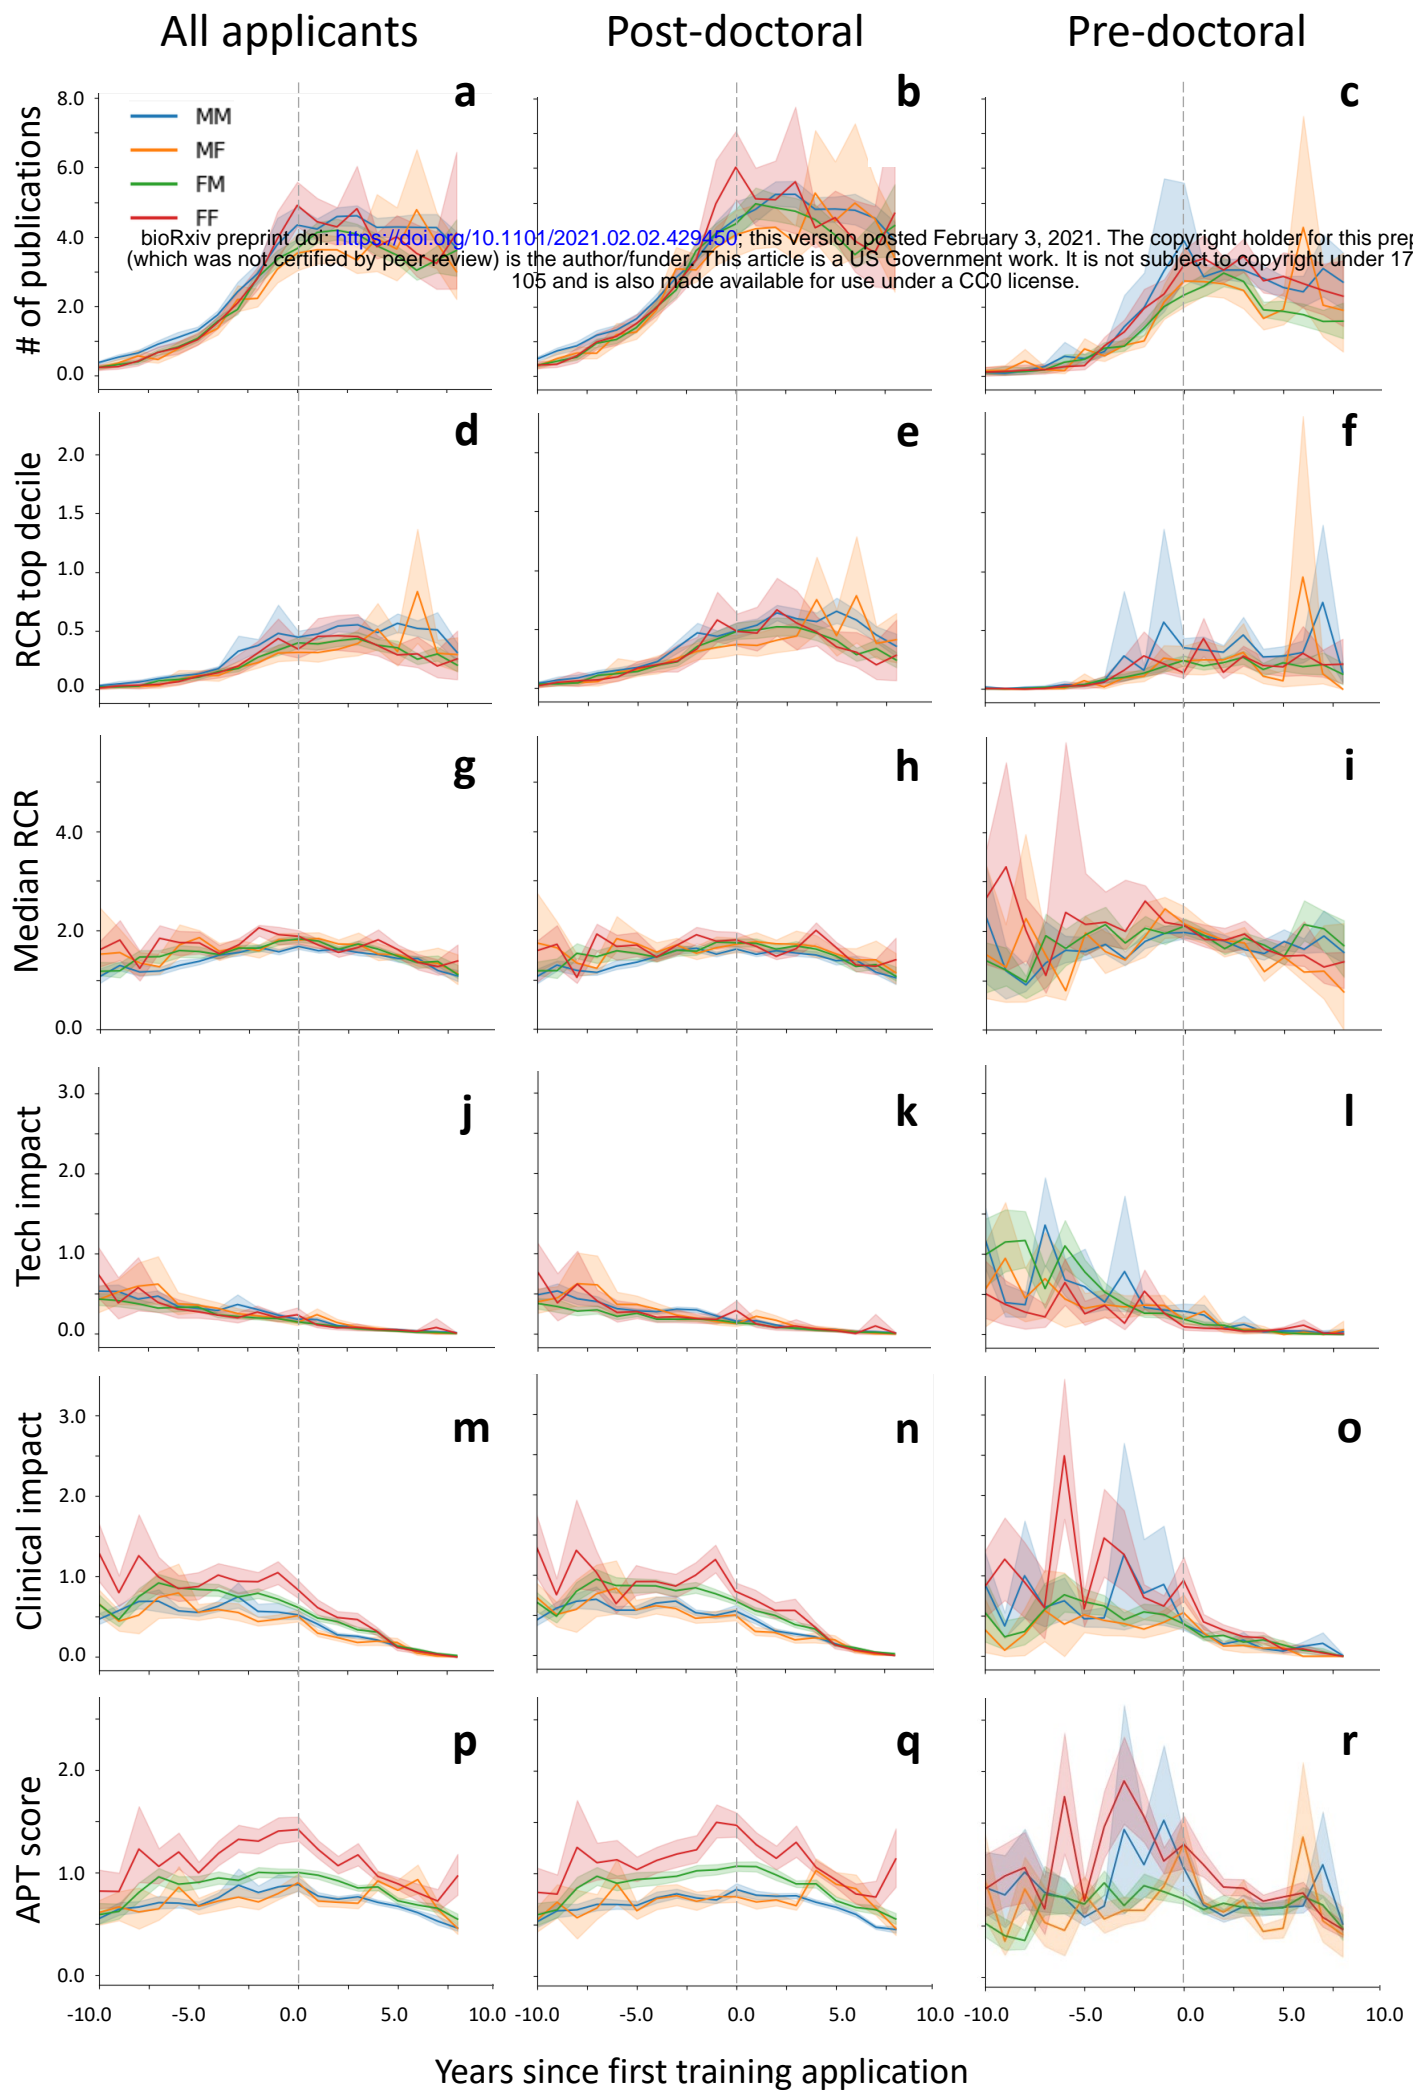 All applicants Post-doctoral Pre-doctoral
a b c
# of publications
8.0
6.0
4.0
2.0
0.0
MM
MF
FM
FF
bioRxiv preprint doi: https://doi.org/10.1101/2021.02.02.429450; this version posted February 3, 2021. The copyright holder for this prep
(which was not certified by peer review) is the author/funder. This article is a US Government work. It is not subject to copyright under 17
105 and is also made available for use under a CC0 license.
d e f
RCR top decile
2.0
1.5
1.0
0.5
0.0
g h i
Median RCR
4.0
2.0
0.0
j k l
Tech impact
3.0
2.0
1.0
0.0
m n o
Clinical impact
3.0
2.0
1.0
0.0
p q r
APT score
2.0
1.0
0.0
-10.0 -5.0 0.0 5.0 10.0 -10.0 -5.0 0.0 5.0 10.0 -10.0 -5.0 0.0 5.0 10.0
Years since first training application